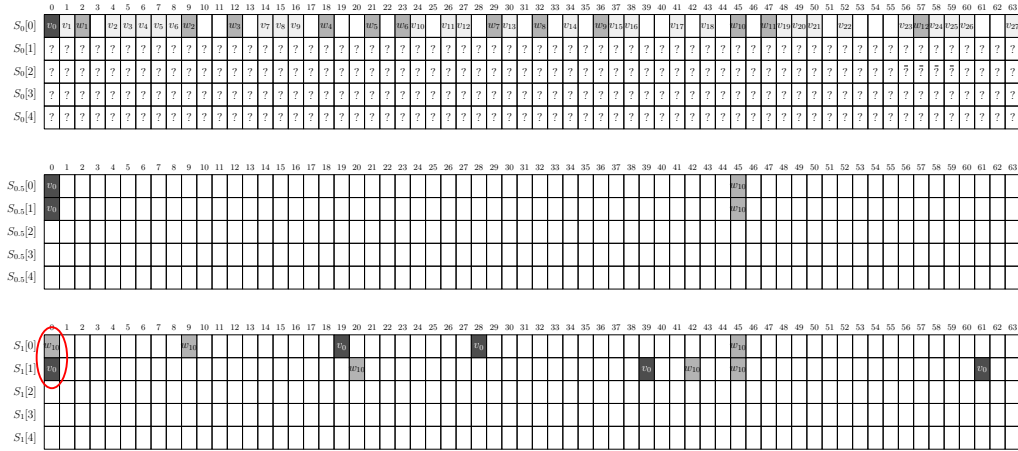 0 1 2 3 4 5 6 7 8 9 10 11 12 13 14 15 16 17 18 19 20 21 22 23 24 25 26 27 28 29 30 31 32 33 34 35 36 37 38 39 40 41 42 43 44 45 46 47 48 49 50 51 52 53 54 55 56 57 58 59 60 61 62 63
S₀[0] v₀ v₁ w₁ v₂ v₃ v₄ v₅ v₆ w₂ w₃ v₇ v₈ v₉ w₄ w₅ w₆ v₁₀ v₁₁ v₁₂ w₇ v₁₃ w₈ v₁₄ w₉ v₁₅ v₁₆ v₁₇ v₁₈ w₁₀ w₁₁ v₁₉ v₂₀ v₂₁ v₂₂ v₂₃ w₁₂ v₂₄ v₂₅ v₂₆ v₂₇
S₀[1] ? ? ? ? ? ? ? ? ? ? ? ? ? ? ? ? ? ? ? ? ? ? ? ? ? ? ? ? ? ? ? ? ? ? ? ? ? ? ? ? ? ? ? ? ? ? ? ? ? ? ? ? ? ? ? ? ? ? ? ? ? ? ? ?
S₀[2] ? ? ? ? ? ? ? ? ? ? ? ? ? ? ? ? ? ? ? ? ? ? ? ? ? ? ? ? ? ? ? ? ? ? ? ? ? ? ? ? ? ? ? ? ? ? ? ? ? ? ? ? ? ? ? ? ?̄ ?̄ ?̄ ?̄ ? ? ? ?
S₀[3] ? ? ? ? ? ? ? ? ? ? ? ? ? ? ? ? ? ? ? ? ? ? ? ? ? ? ? ? ? ? ? ? ? ? ? ? ? ? ? ? ? ? ? ? ? ? ? ? ? ? ? ? ? ? ? ? ? ? ? ? ? ? ? ?
S₀[4] ? ? ? ? ? ? ? ? ? ? ? ? ? ? ? ? ? ? ? ? ? ? ? ? ? ? ? ? ? ? ? ? ? ? ? ? ? ? ? ? ? ? ? ? ? ? ? ? ? ? ? ? ? ? ? ? ? ? ? ? ? ? ? ?
0 1 2 3 4 5 6 7 8 9 10 11 12 13 14 15 16 17 18 19 20 21 22 23 24 25 26 27 28 29 30 31 32 33 34 35 36 37 38 39 40 41 42 43 44 45 46 47 48 49 50 51 52 53 54 55 56 57 58 59 60 61 62 63
S₀.₅[0] v₀ w₁₀
S₀.₅[1] v₀ w₁₀
S₀.₅[2]
S₀.₅[3]
S₀.₅[4]
0 1 2 3 4 5 6 7 8 9 10 11 12 13 14 15 16 17 18 19 20 21 22 23 24 25 26 27 28 29 30 31 32 33 34 35 36 37 38 39 40 41 42 43 44 45 46 47 48 49 50 51 52 53 54 55 56 57 58 59 60 61 62 63
S₁[0] w₁₀ w₁₀ v₀ v₀ w₁₀
S₁[1] v₀ w₁₀ v₀ w₁₀ w₁₀ v₀
S₁[2]
S₁[3]
S₁[4]